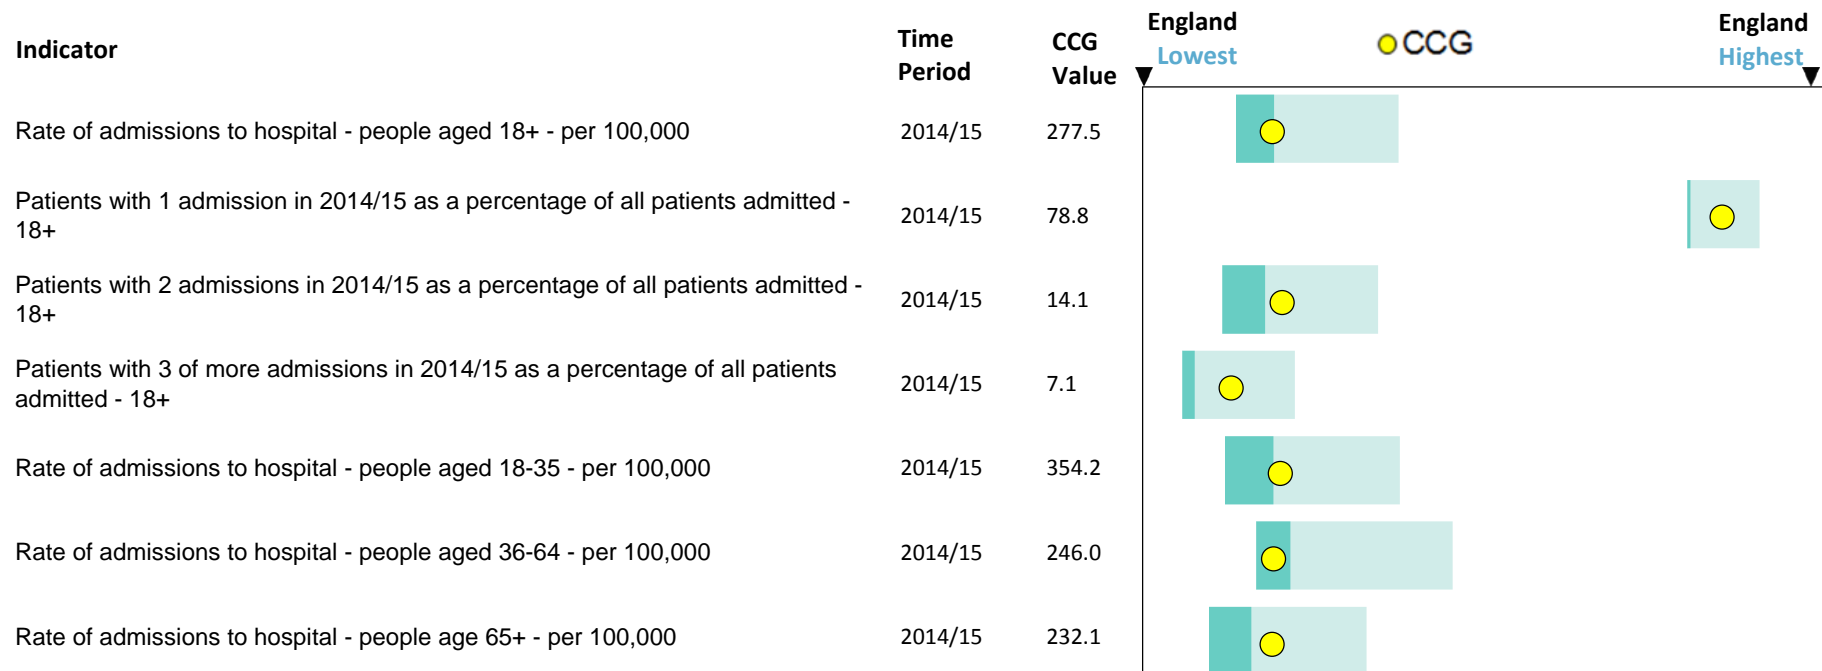 Indicator
Time
Period
CCG
Value
England
Lowest
CCG
England
Highest
Rate of admissions to hospital - people aged 18+ - per 100,000
2014/15
277.5
Patients with 1 admission in 2014/15 as a percentage of all patients admitted -
18+
2014/15
78.8
Patients with 2 admissions in 2014/15 as a percentage of all patients admitted -
18+
2014/15
14.1
Patients with 3 of more admissions in 2014/15 as a percentage of all patients
admitted - 18+
2014/15
7.1
Rate of admissions to hospital - people aged 18-35 - per 100,000
2014/15
354.2
Rate of admissions to hospital - people aged 36-64 - per 100,000
2014/15
246.0
Rate of admissions to hospital - people age 65+ - per 100,000
2014/15
232.1